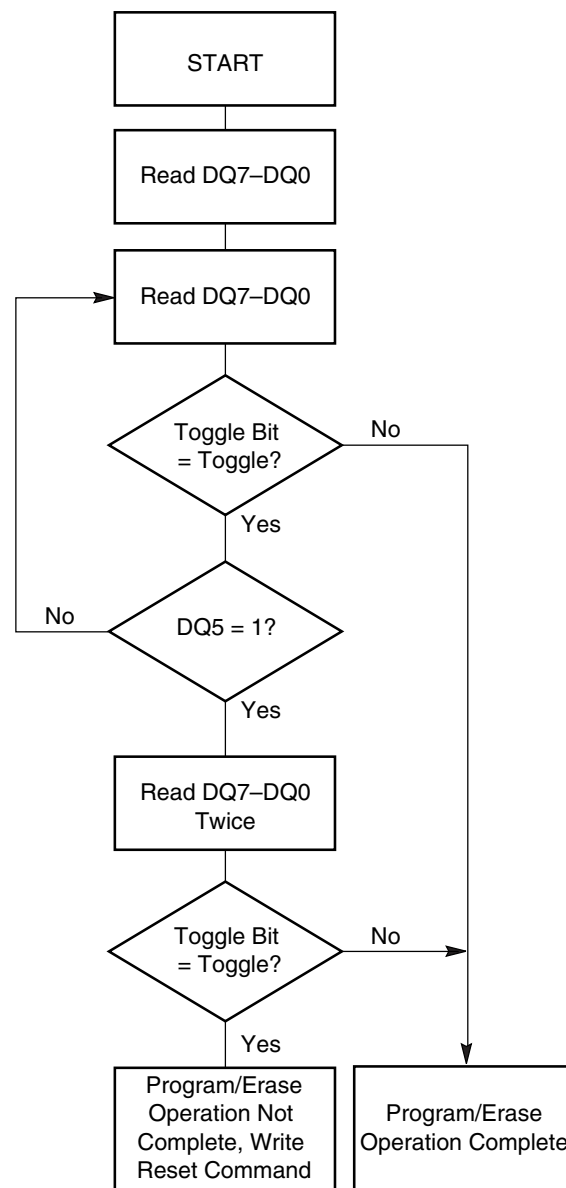 START
Read DQ7–DQ0
Read DQ7–DQ0
Toggle Bit
= Toggle?
No
Yes
No
DQ5 = 1?
Yes
Read DQ7–DQ0
Twice
Toggle Bit
= Toggle?
No
Yes
Program/Erase
Operation Not
Complete, Write
Reset Command
Program/Erase
Operation Complete